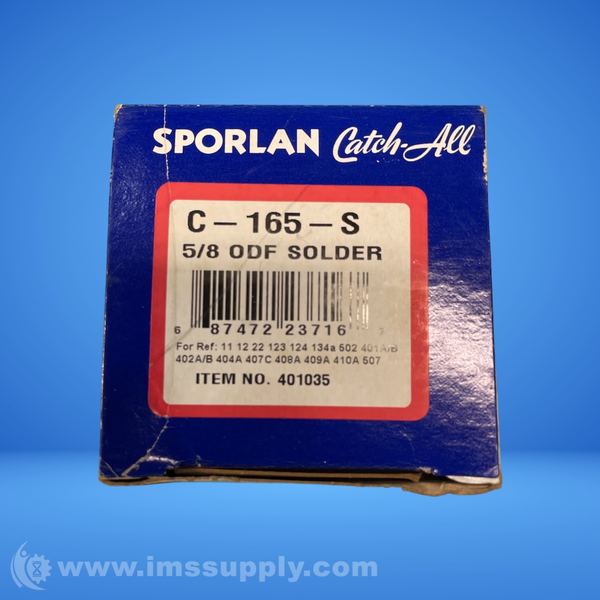 SPORLAN Catch-All
C-165-S
5/8 ODF SOLDER
6 87472 23716 7
For Ref: 11 12 22 123 124 134a 502 401A/B
402A/B 404A 407C 408A 409A 410A 507
ITEM NO. 401035
www.imssupply.com